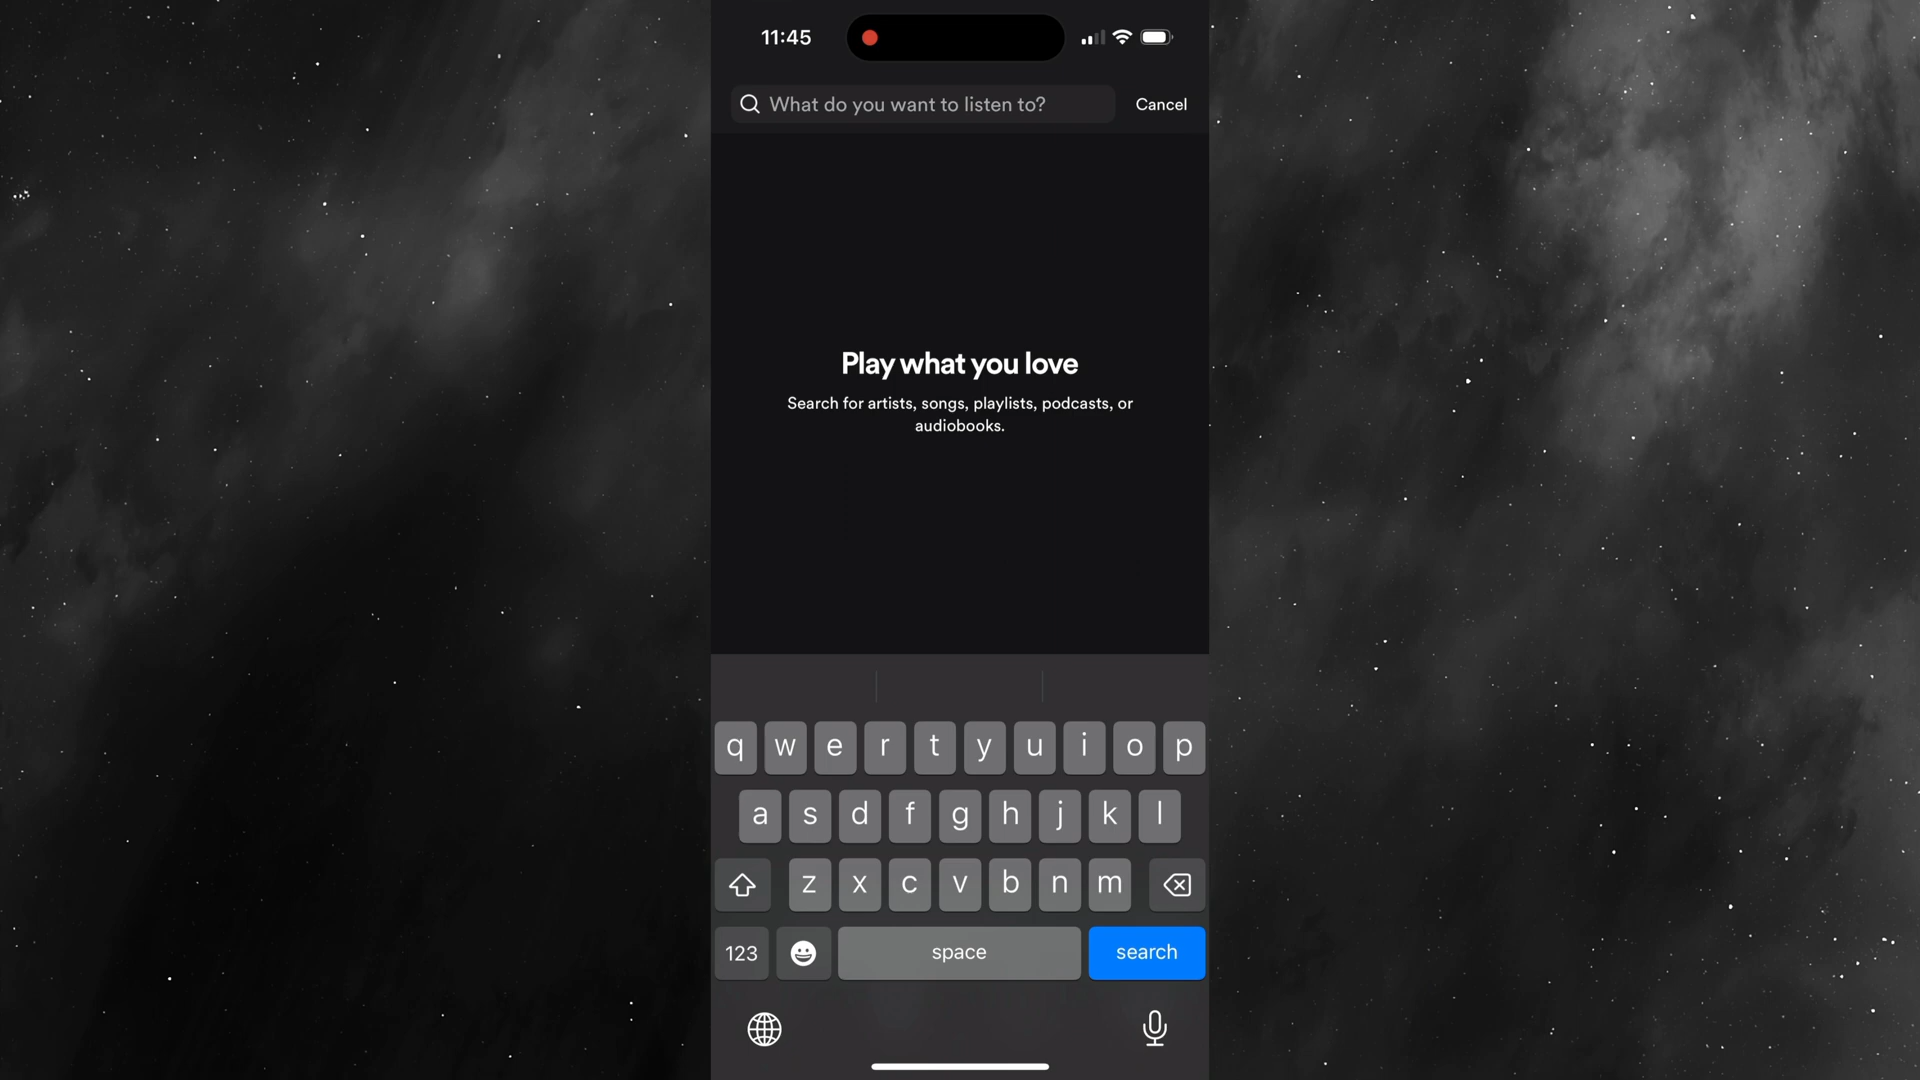 11:45
What do you want to listen to?
Cancel
Play what you love
Search for artists, songs, playlists, podcasts, or
audiobooks.
q w e r t y u i o p
a s d f g h j k l
z x c v b n m
123 space search